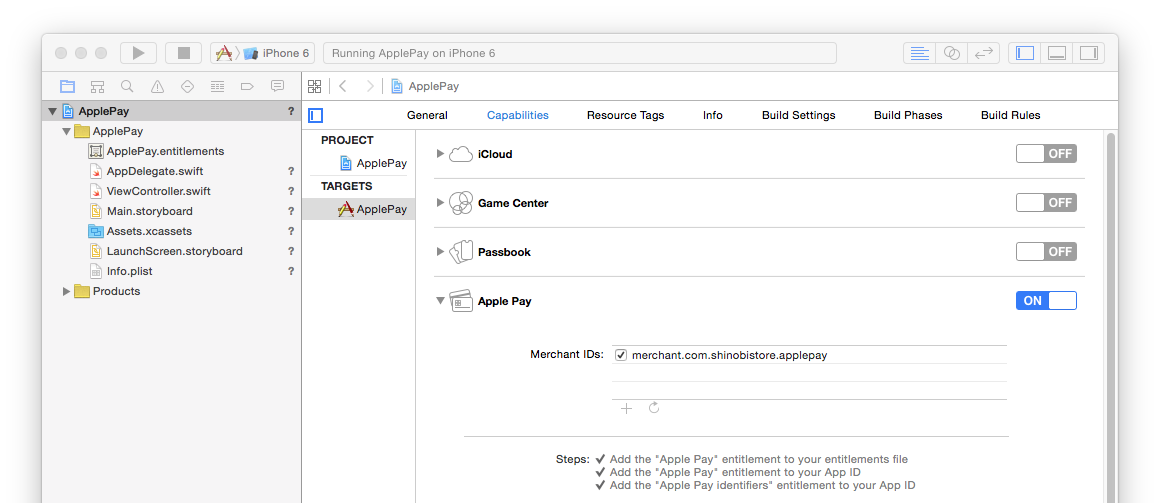 iPhone 6
Running ApplePay on iPhone 6
ApplePay
ApplePay ?
ApplePay
ApplePay.entitlements
AppDelegate.swift ?
ViewController.swift ?
Main.storyboard ?
Assets.xcassets ?
LaunchScreen.storyboard ?
Info.plist ?
Products
General Capabilities Resource Tags Info Build Settings Build Phases Build Rules
PROJECT
ApplePay
TARGETS
ApplePay
iCloud OFF
Game Center OFF
Passbook OFF
Apple Pay ON
Merchant IDs: merchant.com.shinobistore.applepay
Steps: ✓ Add the "Apple Pay" entitlement to your entitlements file
✓ Add the "Apple Pay" entitlement to your App ID
✓ Add the "Apple Pay identifiers" entitlement to your App ID